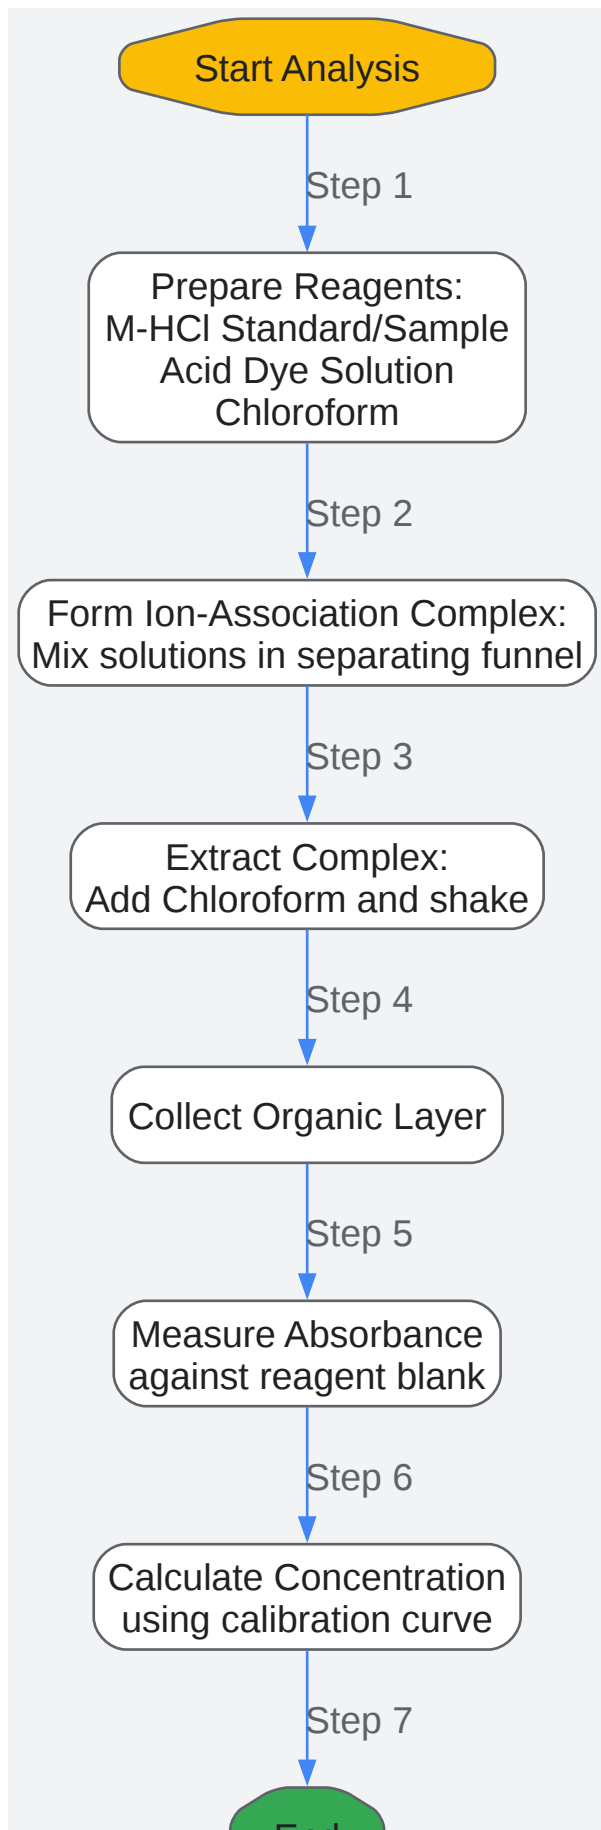 Start Analysis
Step 1
Prepare Reagents:
M-HCl Standard/Sample
Acid Dye Solution
Chloroform
Step 2
Form Ion-Association Complex:
Mix solutions in separating funnel
Step 3
Extract Complex:
Add Chloroform and shake
Step 4
Collect Organic Layer
Step 5
Measure Absorbance
against reagent blank
Step 6
Calculate Concentration
using calibration curve
Step 7
End